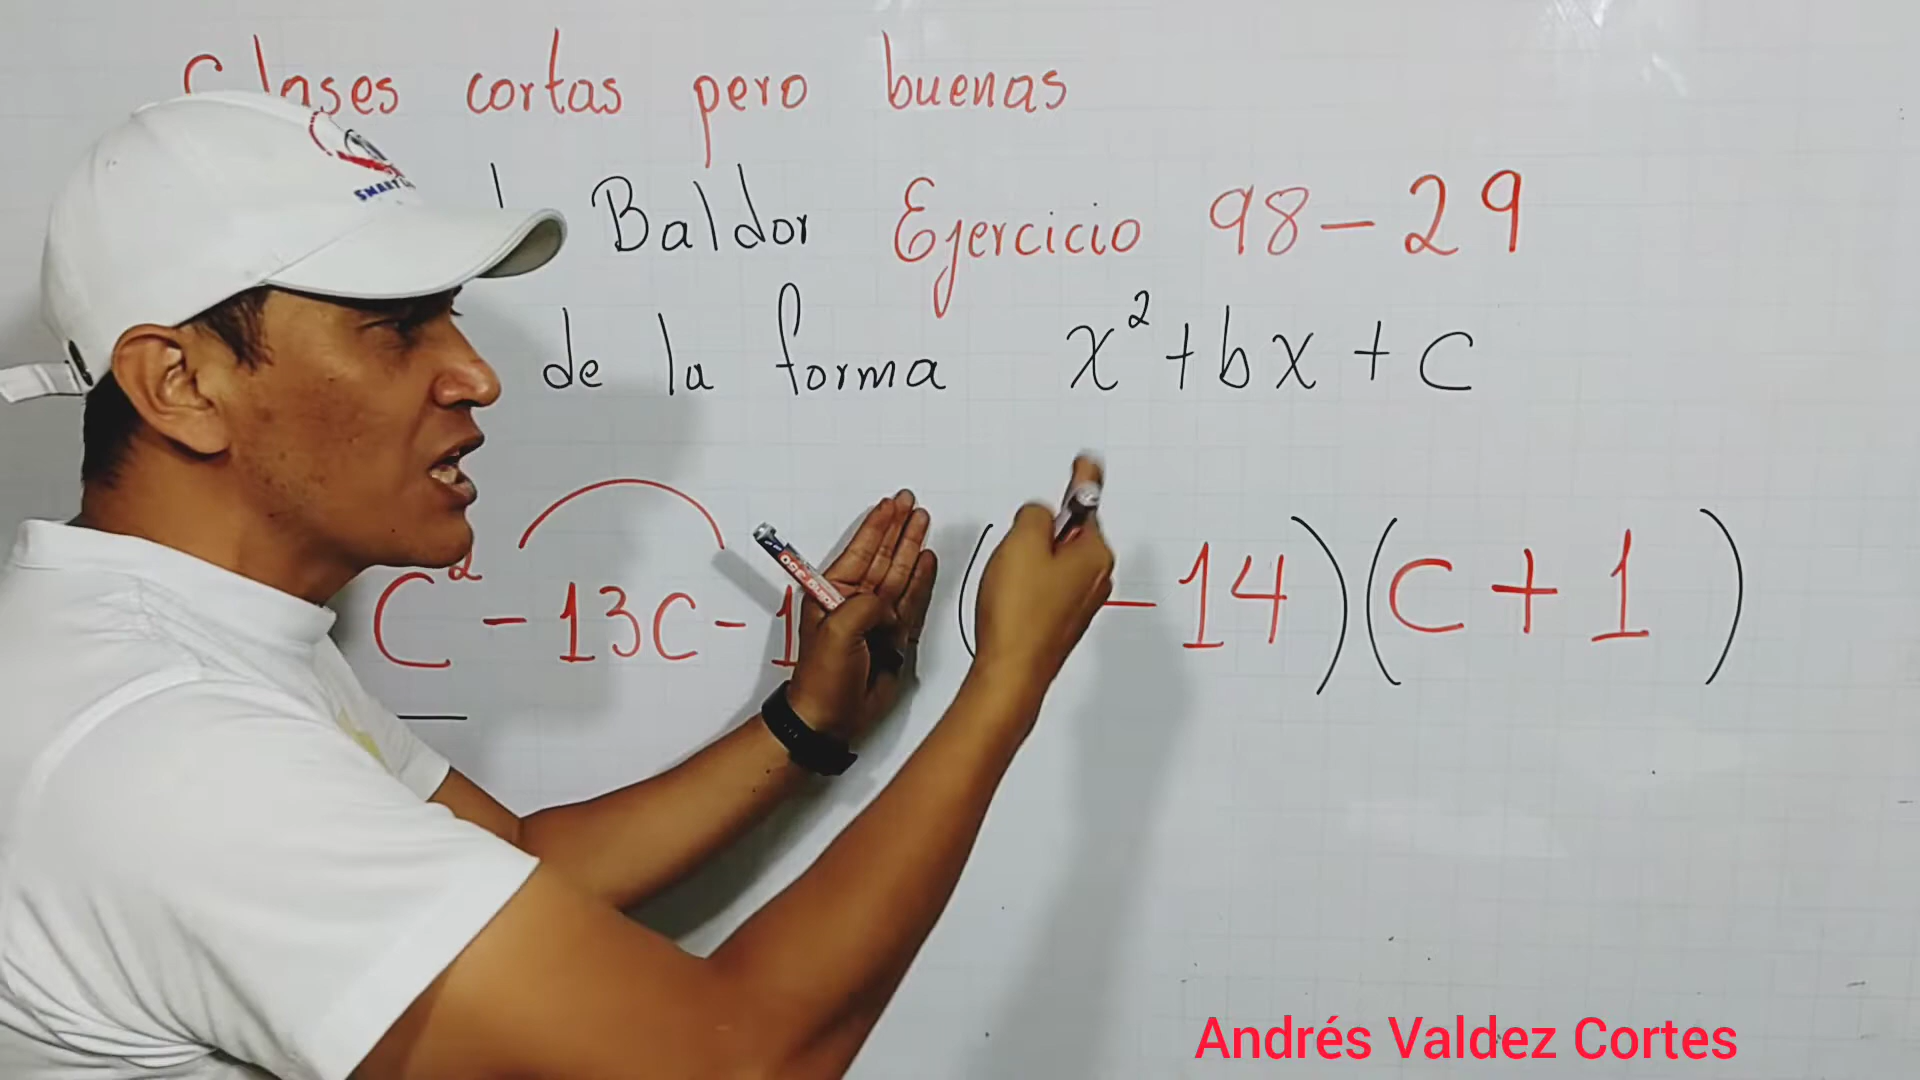 Clases cortas pero buenas
Baldor Ejercicio 98-29
de la forma x²+bx+c
C²-13C-1 ( -14)(C+1)
Andrés Valdez Cortes